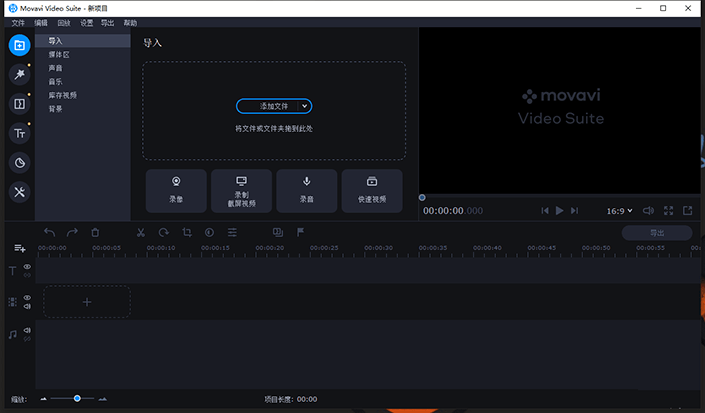 Movavi Video Suite - 新项目
文件 编辑 回放 设置 导出 帮助
导入
媒体区
声音
音乐
库存视频
背景
导入
添加文件
将文件或文件夹拖到此处
录像
录制
截屏视频
录音
快速视频
movavi
Video Suite
00:00:00.000
16:9
导出
00:00:00 00:00:05 00:00:10 00:00:15 00:00:20 00:00:25 00:00:30 00:00:35 00:00:40 00:00:45 00:00:50 00:00:55
缩放:
项目长度: 00:00